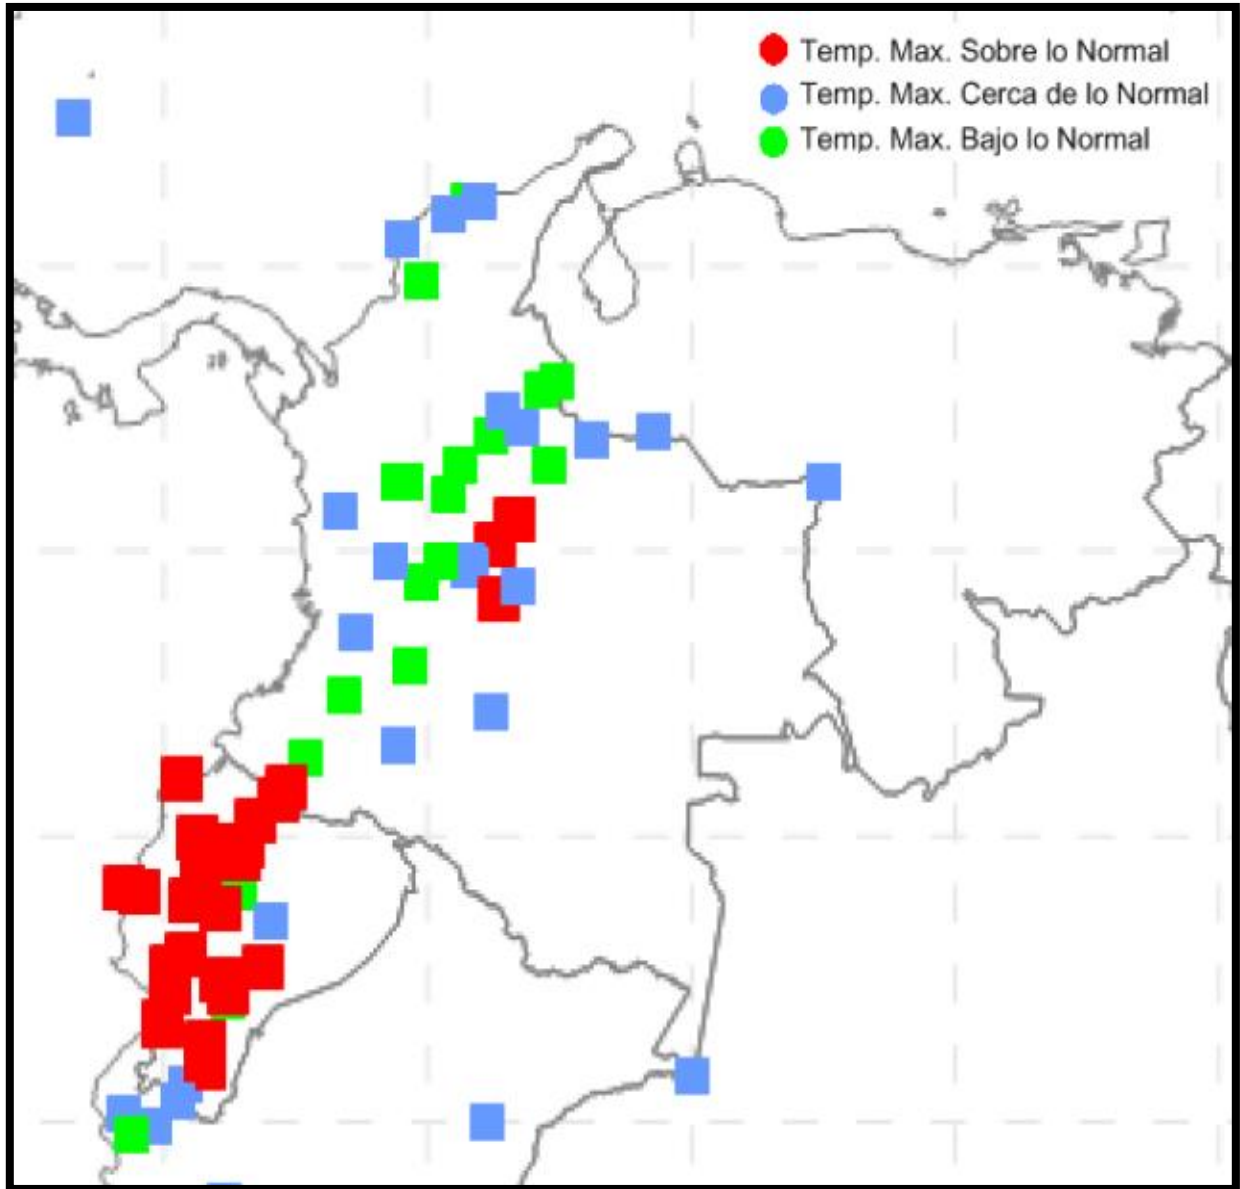 Temp. Max. Sobre lo Normal
Temp. Max. Cerca de lo Normal
Temp. Max. Bajo lo Normal